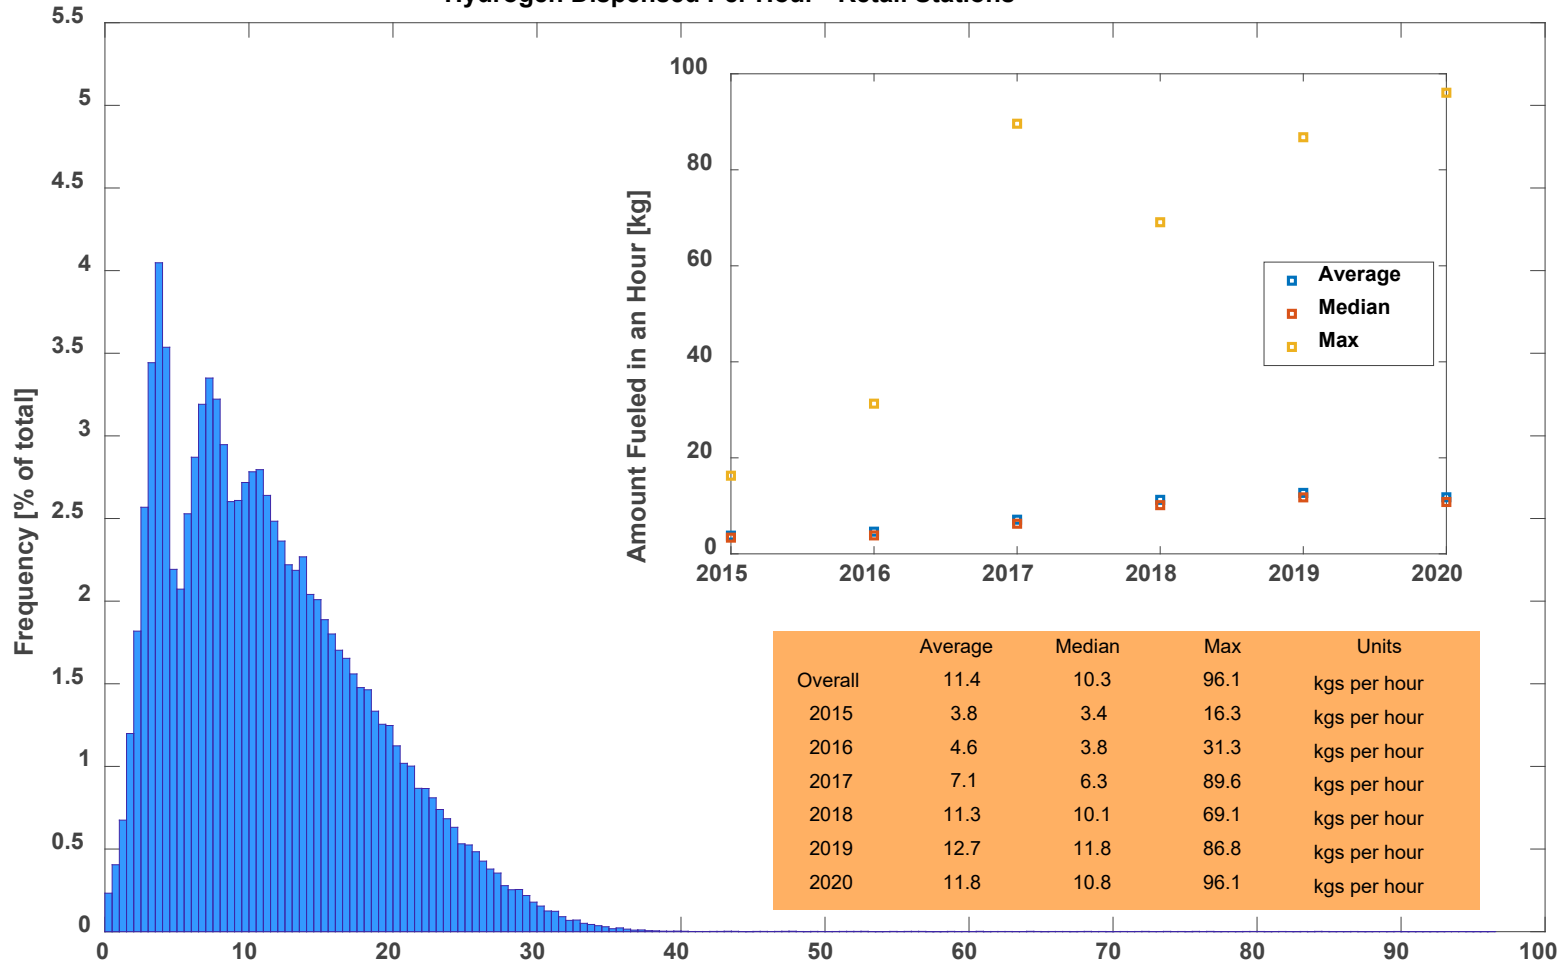 Hydrogen Dispensed Per Hour - Retail Stations
5.5
5
4.5
4
3.5
3
2.5
2
1.5
1
0.5
0
Frequency [% of total]
0 10 20 30 40 50 60 70 80 90 100
100
80
60
40
20
0
Amount Fueled in an Hour [kg]
2015 2016 2017 2018 2019 2020
Average
Median
Max
Average Median Max Units
Overall 11.4 10.3 96.1 kgs per hour
2015 3.8 3.4 16.3 kgs per hour
2016 4.6 3.8 31.3 kgs per hour
2017 7.1 6.3 89.6 kgs per hour
2018 11.3 10.1 69.1 kgs per hour
2019 12.7 11.8 86.8 kgs per hour
2020 11.8 10.8 96.1 kgs per hour